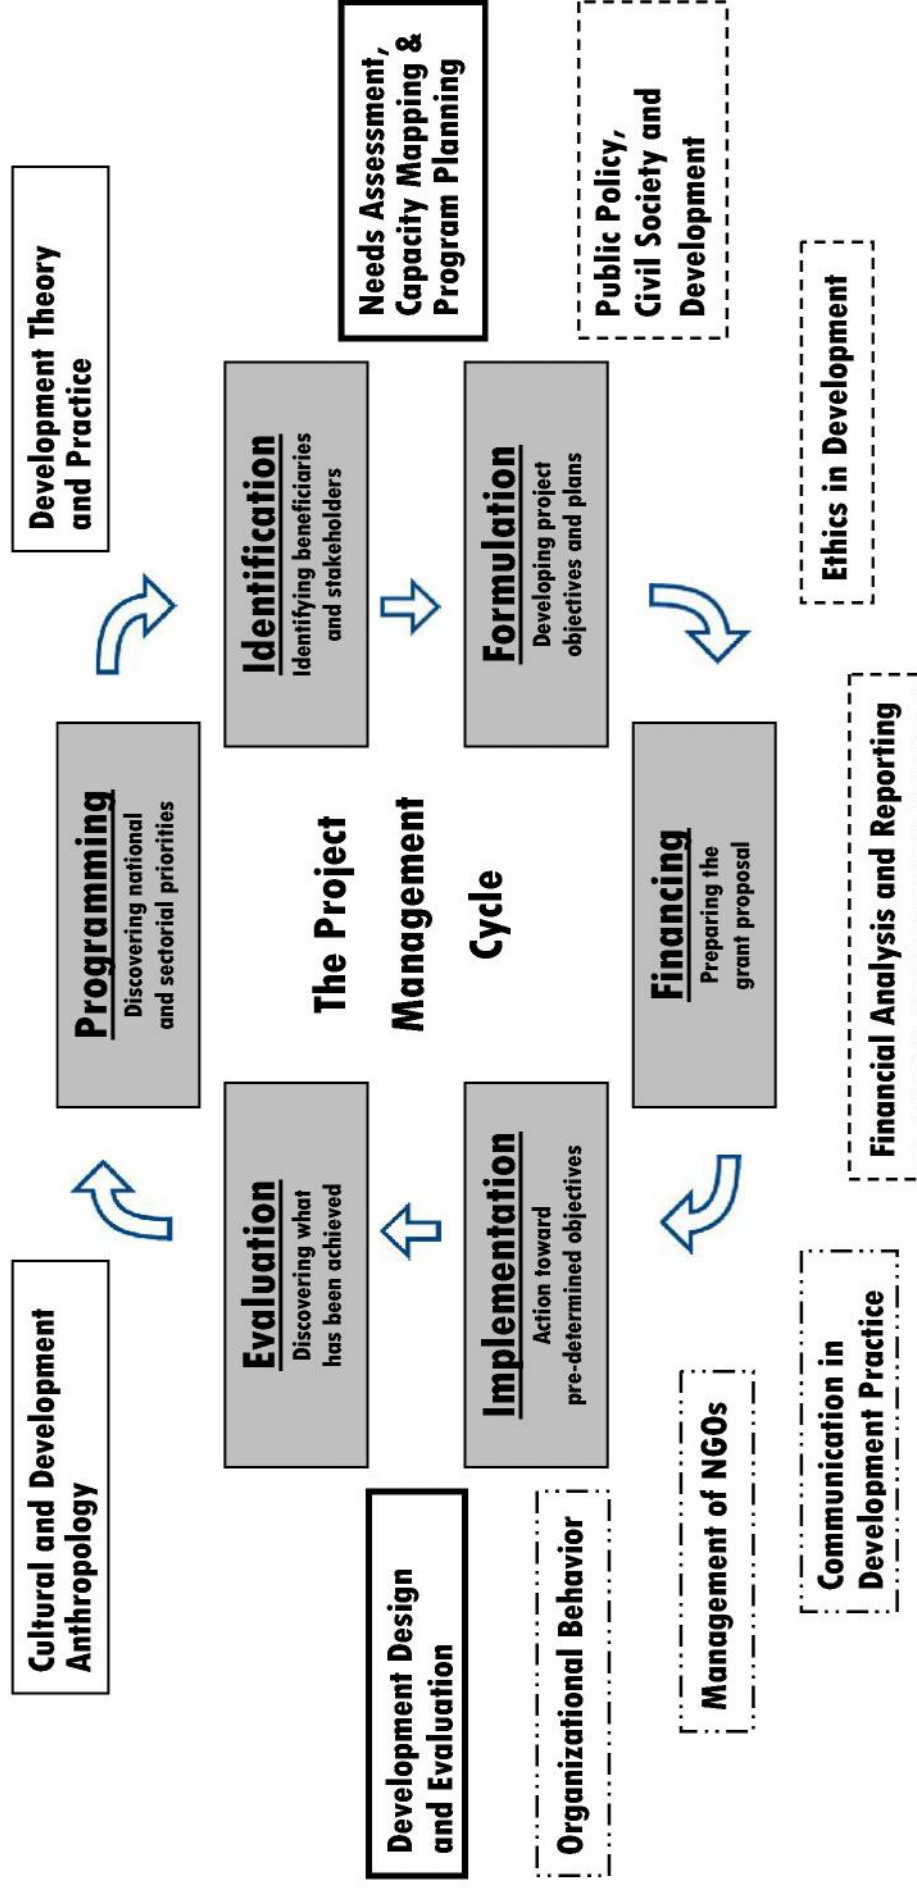 Cultural and Development
Anthropology
Development Theory
and Practice
Programming
Discovering national
and sectorial priorities
Evaluation
Discovering what
has been achieved
Identification
Identifying beneficiaries
and stakeholders
The Project
Management
Cycle
Development Design
and Evaluation
Needs Assessment,
Capacity Mapping &
Program Planning
Implementation
Action toward
pre-determined objectives
Formulation
Developing project
objectives and plans
Organizational Behavior
Public Policy,
Civil Society and
Development
Financing
Preparing the
grant proposal
Management of NGOs
Communication in
Development Practice
Ethics in Development
Financial Analysis and Reporting